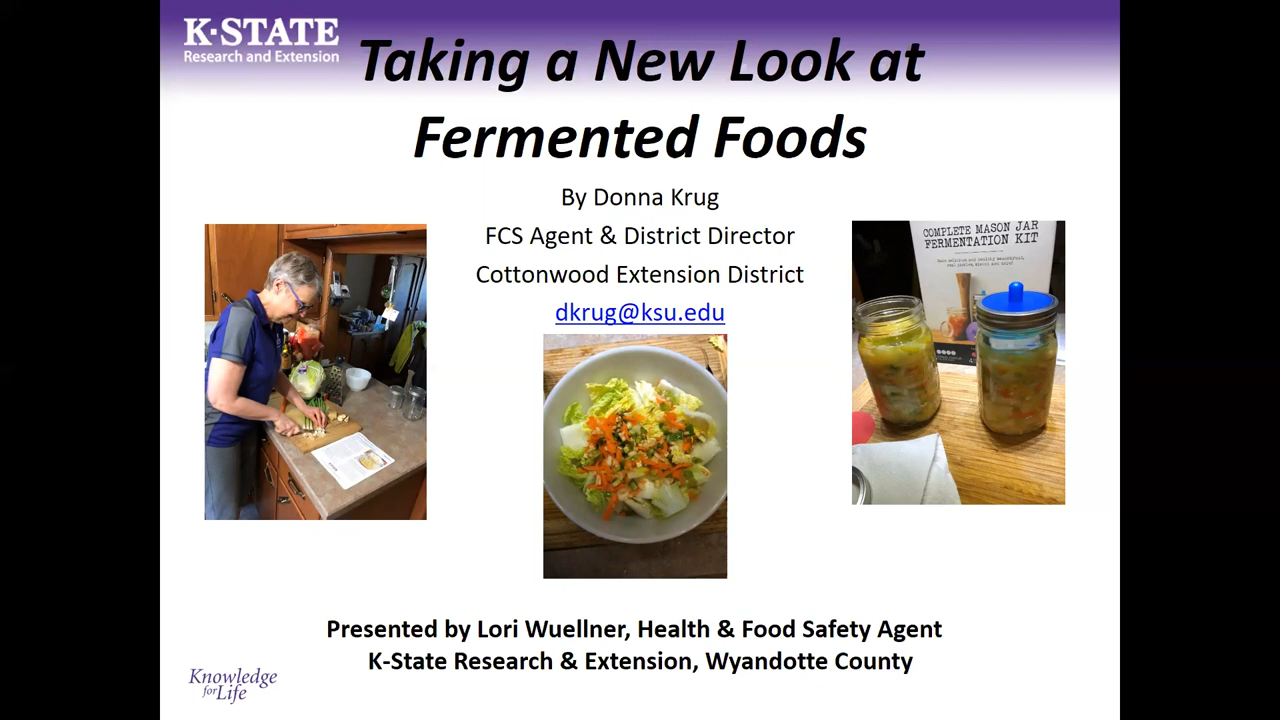 K-STATE
Research and Extension
Taking a New Look at
Fermented Foods
By Donna Krug
FCS Agent & District Director
Cottonwood Extension District
dkrug@ksu.edu
COMPLETE MASON JAR
FERMENTATION KIT
Presented by Lori Wuellner, Health & Food Safety Agent
K-State Research & Extension, Wyandotte County
Knowledge
for Life